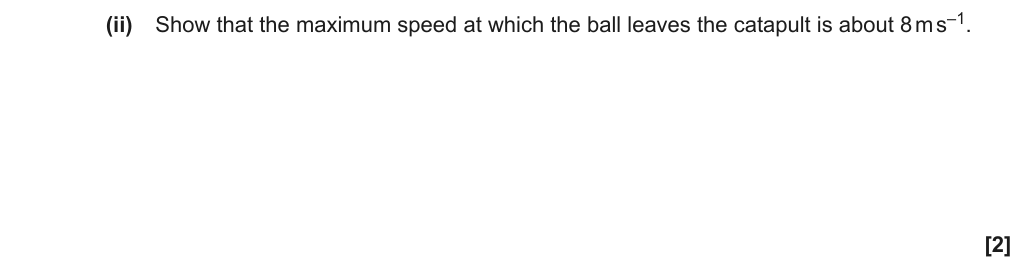 (ii) Show that the maximum speed at which the ball leaves the catapult is about 8 m s⁻¹.
[2]